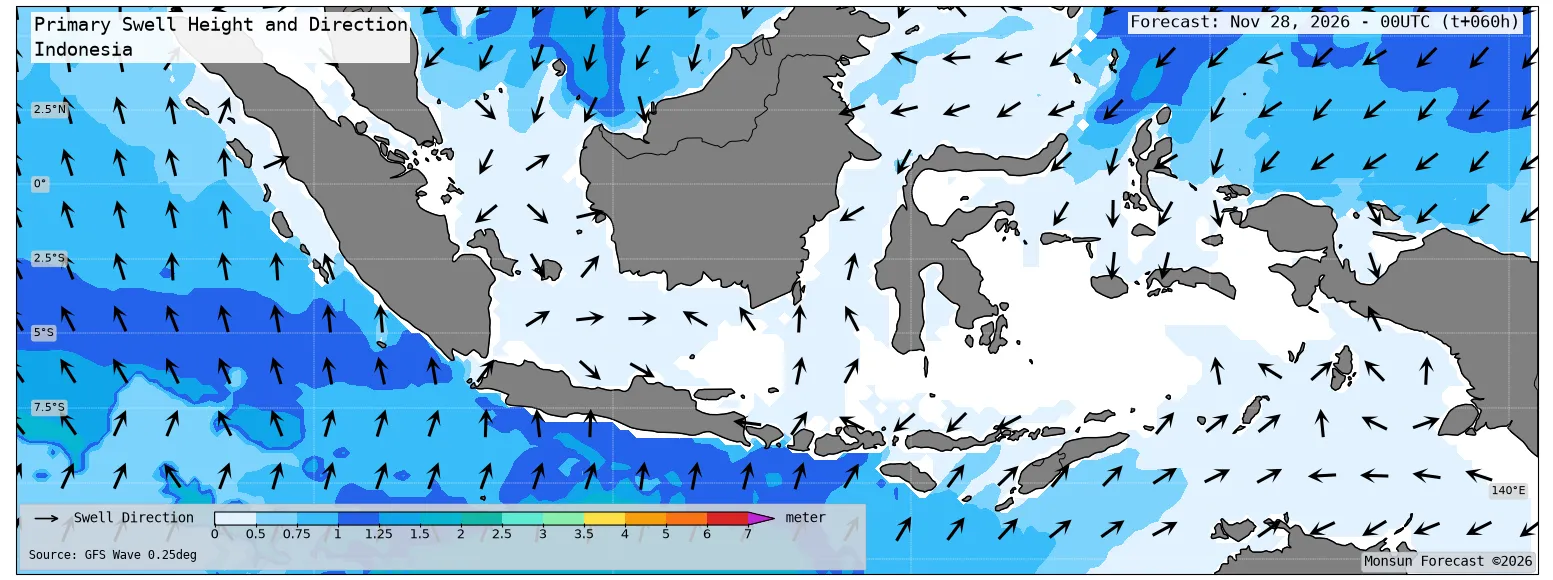 Primary Swell Height and Direction
Indonesia
Forecast: Nov 28, 2026 - 00UTC (t+060h)
2.5°N
0°
2.5°S
5°S
7.5°S
140°E
Swell Direction
0 0.5 0.75 1 1.25 1.5 2 2.5 3 3.5 4 5 6 7
meter
Source: GFS Wave 0.25deg
Monsun Forecast ©2026